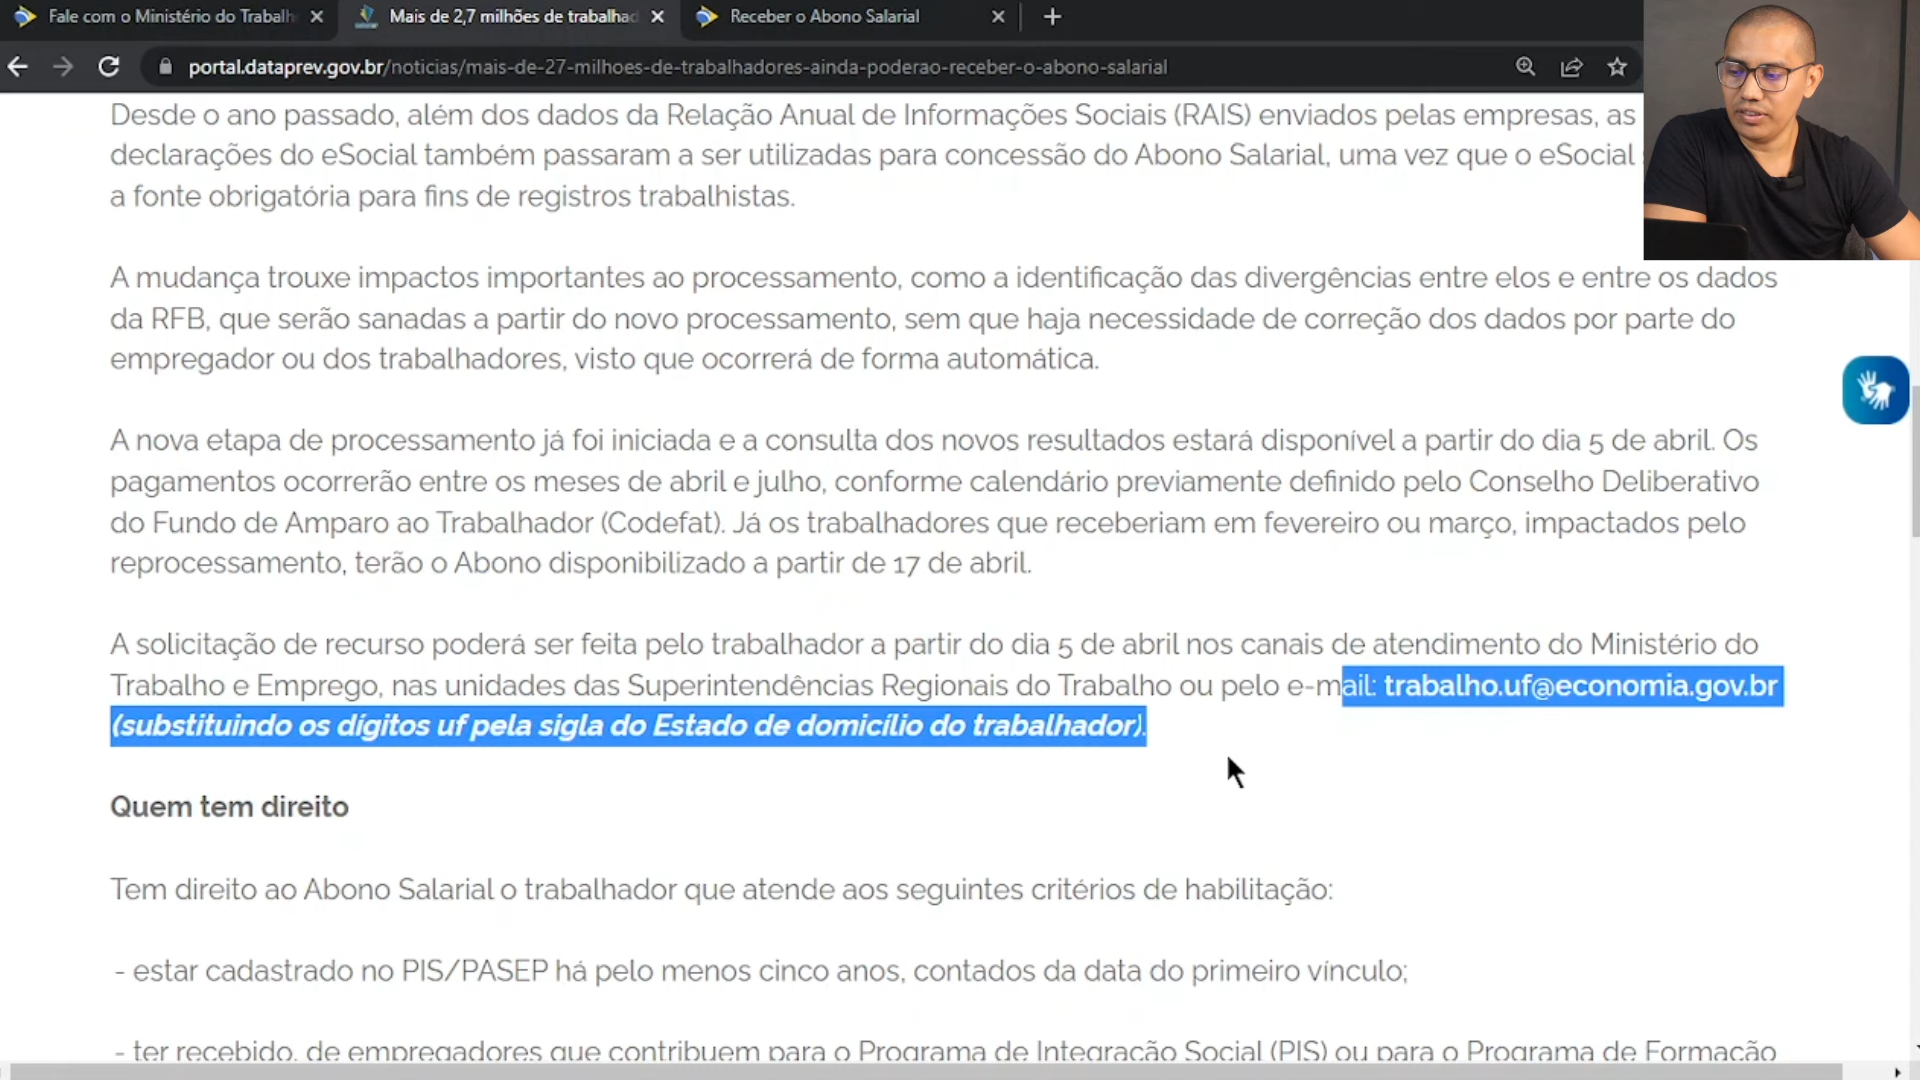 Fale com o Ministério do Trabalh
Mais de 2,7 milhões de trabalhad
Receber o Abono Salarial
portal.dataprev.gov.br/noticias/mais-de-27-milhoes-de-trabalhadores-ainda-poderao-receber-o-abono-salarial
Desde o ano passado, além dos dados da Relação Anual de Informações Sociais (RAIS) enviados pelas empresas, as
declarações do eSocial também passaram a ser utilizadas para concessão do Abono Salarial, uma vez que o eSocial
a fonte obrigatória para fins de registros trabalhistas.
A mudança trouxe impactos importantes ao processamento, como a identificação das divergências entre elos e entre os dados
da RFB, que serão sanadas a partir do novo processamento, sem que haja necessidade de correção dos dados por parte do
empregador ou dos trabalhadores, visto que ocorrerá de forma automática.
A nova etapa de processamento já foi iniciada e a consulta dos novos resultados estará disponível a partir do dia 5 de abril. Os
pagamentos ocorrerão entre os meses de abril e julho, conforme calendário previamente definido pelo Conselho Deliberativo
do Fundo de Amparo ao Trabalhador (Codefat). Já os trabalhadores que receberiam em fevereiro ou março, impactados pelo
reprocessamento, terão o Abono disponibilizado a partir de 17 de abril.
A solicitação de recurso poderá ser feita pelo trabalhador a partir do dia 5 de abril nos canais de atendimento do Ministério do
Trabalho e Emprego, nas unidades das Superintendências Regionais do Trabalho ou pelo e-mail: trabalho.uf@economia.gov.br
(substituindo os dígitos uf pela sigla do Estado de domicílio do trabalhador).
Quem tem direito
Tem direito ao Abono Salarial o trabalhador que atende aos seguintes critérios de habilitação:
- estar cadastrado no PIS/PASEP há pelo menos cinco anos, contados da data do primeiro vínculo;
- ter recebido, de empregadores que contribuem para o Programa de Integração Social (PIS) ou para o Programa de Formação